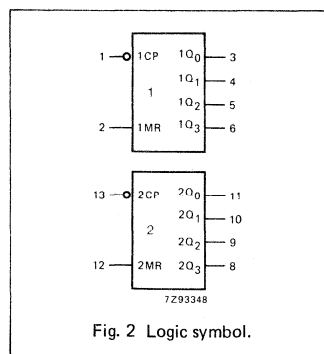 1 1CP 1Q0 3
1Q1 4
1 1Q2 5
2 1MR 1Q3 6
13 2CP 2Q0 11
2Q1 10
2 2Q2 9
12 2MR 2Q3 8
7Z93348
Fig. 2 Logic symbol.